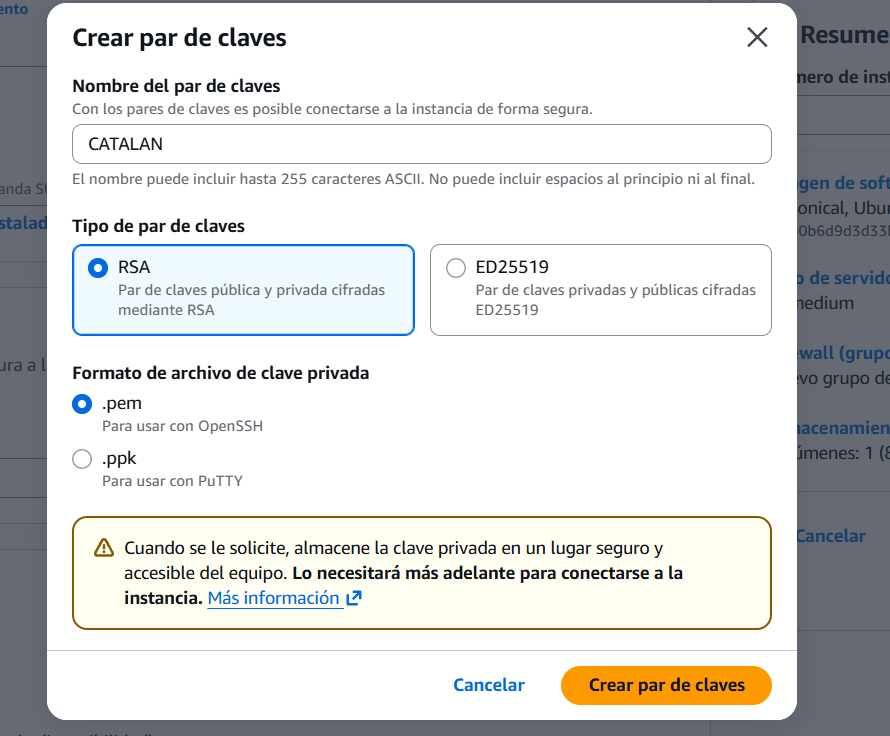 Crear par de claves
Resume
Nombre del par de claves
Con los pares de claves es posible conectarse a la instancia de forma segura.
CATALAN
El nombre puede incluir hasta 255 caracteres ASCII. No puede incluir espacios al principio ni al final.
Tipo de par de claves
RSA
Par de claves pública y privada cifradas
mediante RSA
ED25519
Par de claves privadas y públicas cifradas
ED25519
Formato de archivo de clave privada
.pem
Para usar con OpenSSH
.ppk
Para usar con PuTTY
Cuando se le solicite, almacene la clave privada en un lugar seguro y
accesible del equipo. Lo necesitará más adelante para conectarse a la
instancia. Más información
Cancelar
Crear par de claves
ento
anda S
stalad
ura a l
mero de inst
gen de soft
onical, Ubu
0b6d9d3d33
o de servido
medium
ewall (grupo
evo grupo de
macenamien
úmenes: 1 (8
Cancelar